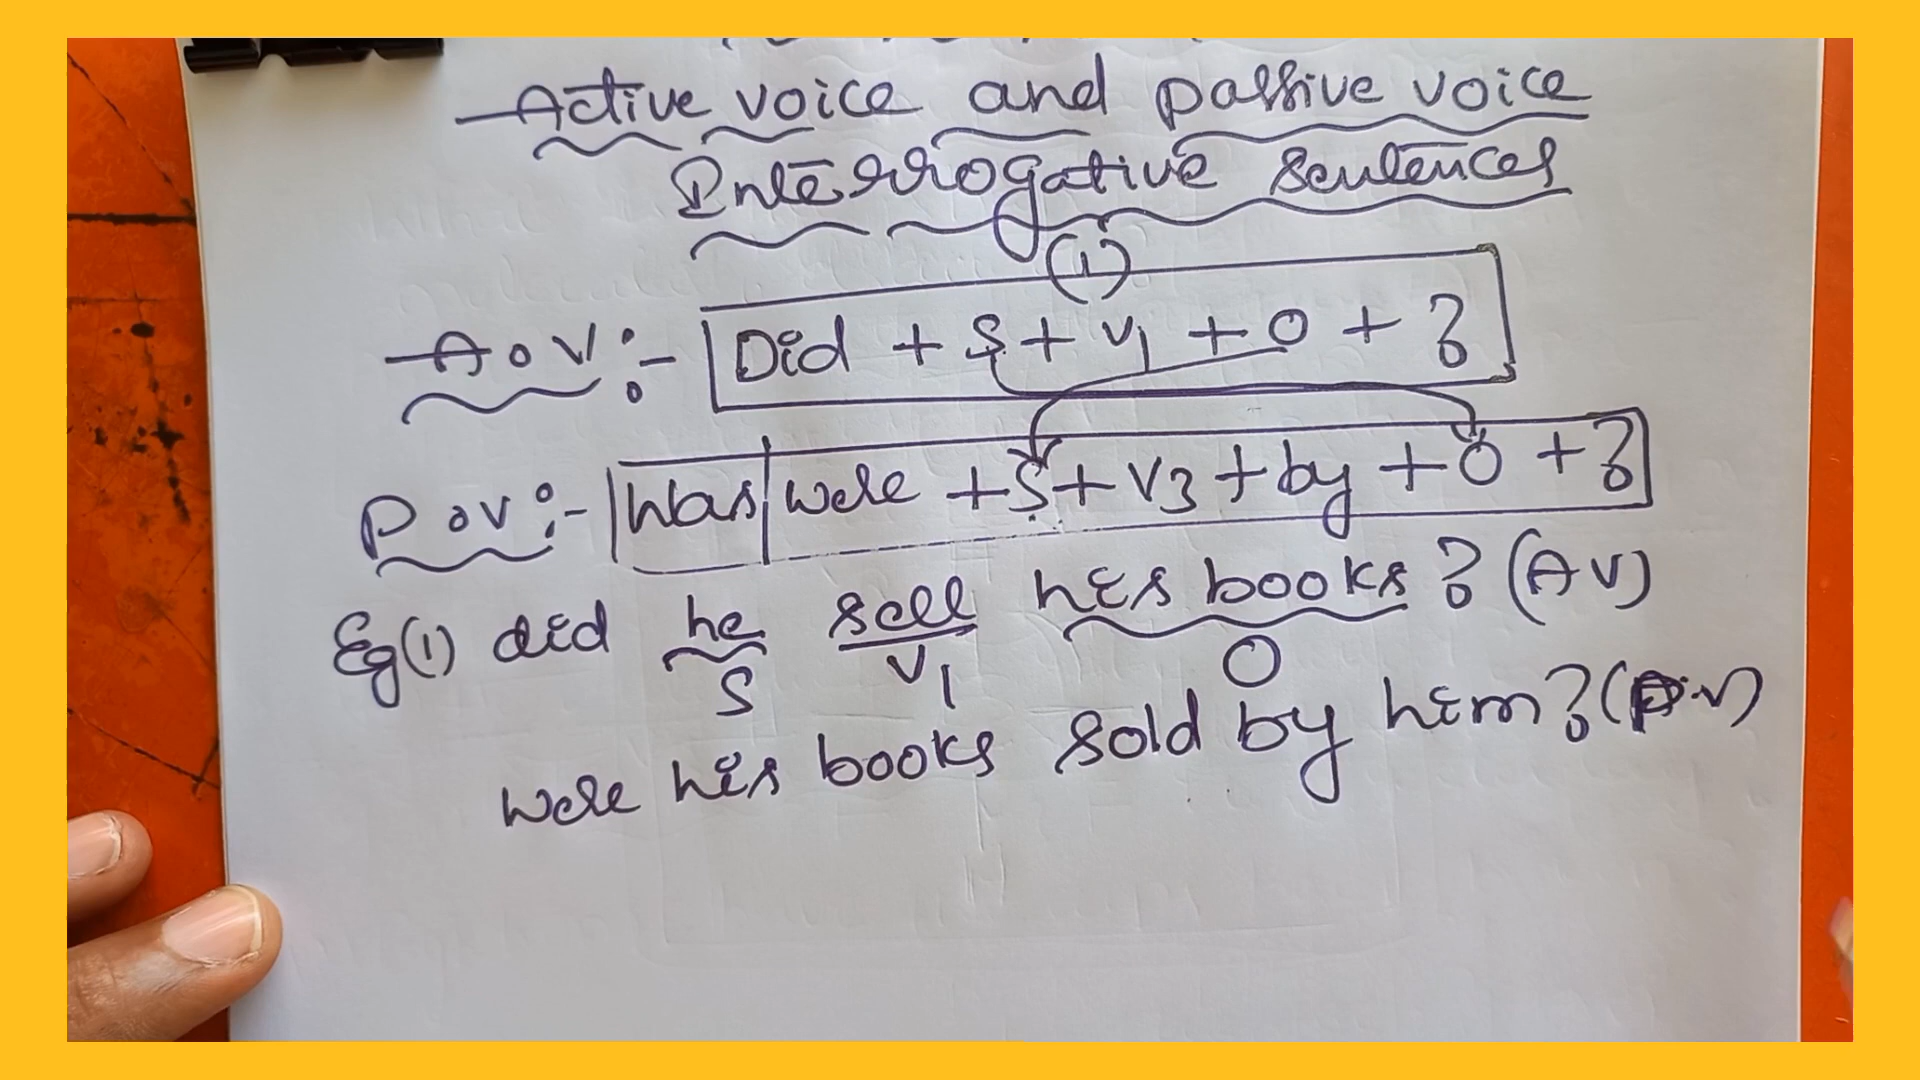 Active voice and passive voice
Interrogative sentences
(1)
A.V:- Did + S + V1 + O + ?
P.V:- Was/were + S + V3 + by + O + ?
Eg(1) did he sell his books? (AV)
S V1 O
were his books sold by him? (P.V)